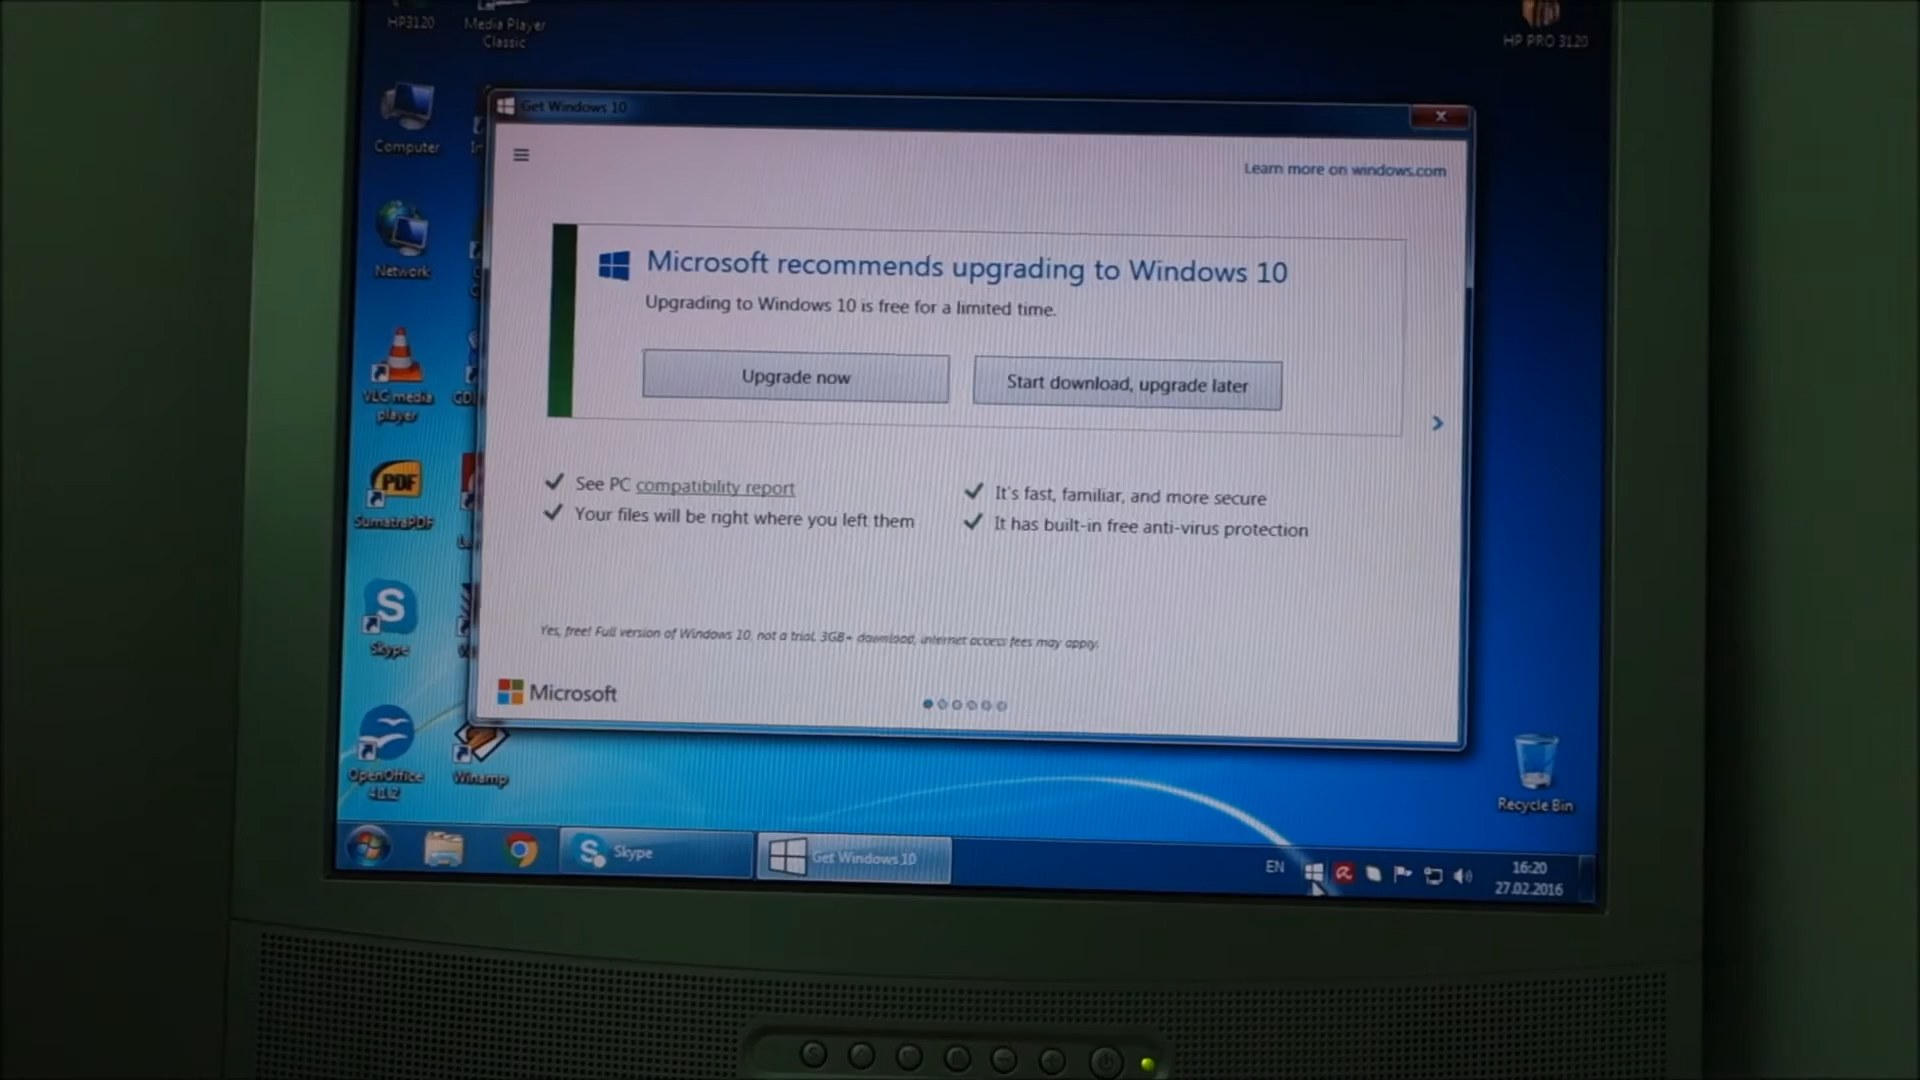 HP3120
Media Player
Classic
HP PRO 3120
Computer
Network
VLC media
player
SumatraPDF
Skype
OpenOffice
4.1.2
Winamp
Recycle Bin
Get Windows 10
Learn more on windows.com
Microsoft recommends upgrading to Windows 10
Upgrading to Windows 10 is free for a limited time.
Upgrade now
Start download, upgrade later
See PC compatibility report
Your files will be right where you left them
It's fast, familiar, and more secure
It has built-in free anti-virus protection
Yes, free! Full version of Windows 10, not a trial. 3GB+ download, internet access fees may apply.
Microsoft
Skype
Get Windows 10
EN
16:20
27.02.2016